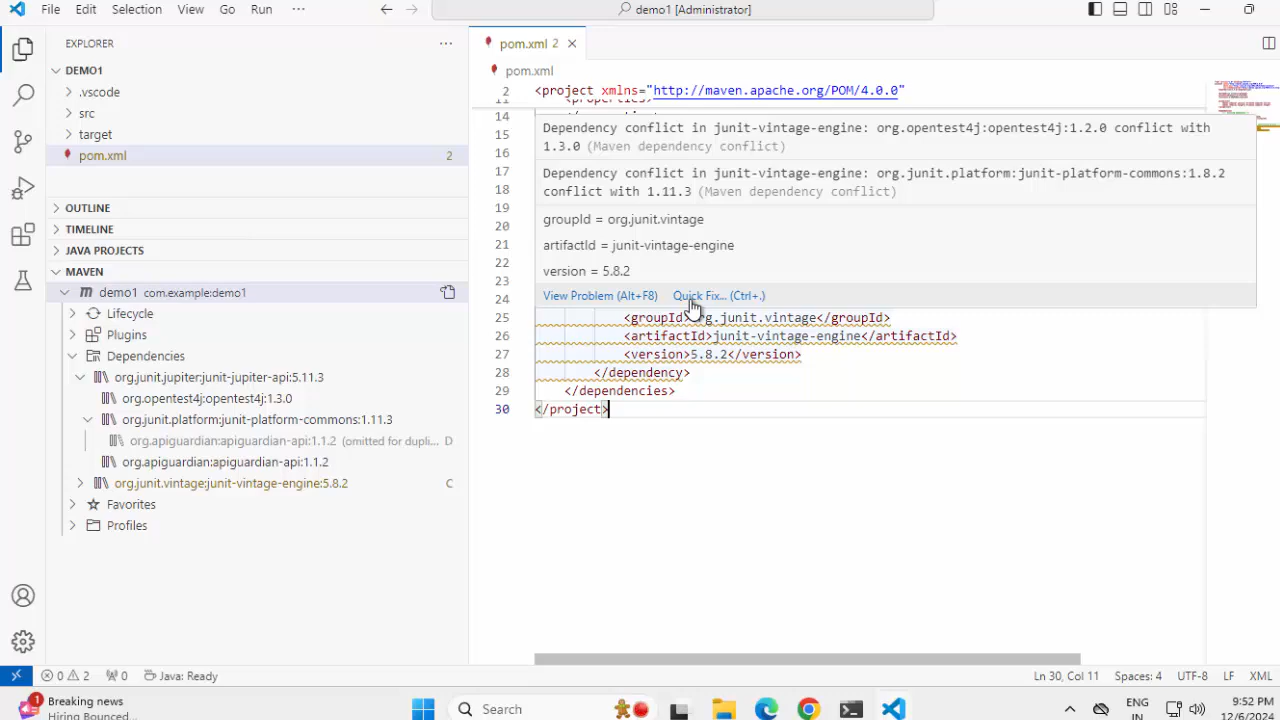 File Edit Selection View Go Run ··· demo1 [Administrator]
EXPLORER ···
DEMO1
.vscode
src
target
pom.xml 2
OUTLINE
TIMELINE
JAVA PROJECTS
MAVEN
demo1 com.example:demo1
Lifecycle
Plugins
Dependencies
org.junit.jupiter:junit-jupiter-api:5.11.3
org.opentest4j:opentest4j:1.3.0
org.junit.platform:junit-platform-commons:1.11.3
org.apiguardian:apiguardian-api:1.1.2 (omitted for dupli... D
org.apiguardian:apiguardian-api:1.1.2
org.junit.vintage:junit-vintage-engine:5.8.2 C
Favorites
Profiles
pom.xml 2
pom.xml
2 <project xmlns="http://maven.apache.org/POM/4.0.0"
11 <properties>
14
15
16
17
18
19
20
21
22
23
24
Dependency conflict in junit-vintage-engine: org.opentest4j:opentest4j:1.2.0 conflict with
1.3.0 (Maven dependency conflict)
Dependency conflict in junit-vintage-engine: org.junit.platform:junit-platform-commons:1.8.2
conflict with 1.11.3 (Maven dependency conflict)
groupId = org.junit.vintage
artifactId = junit-vintage-engine
version = 5.8.2
View Problem (Alt+F8) Quick Fix... (Ctrl+.)
25 <groupId>org.junit.vintage</groupId>
26 <artifactId>junit-vintage-engine</artifactId>
27 <version>5.8.2</version>
28 </dependency>
29 </dependencies>
30 </project>
0 2 0 Java: Ready Ln 30, Col 11 Spaces: 4 UTF-8 LF XML
1 Breaking news
Hiring Bounced...
Search
ENG
IN
9:52 PM
12/6/2024